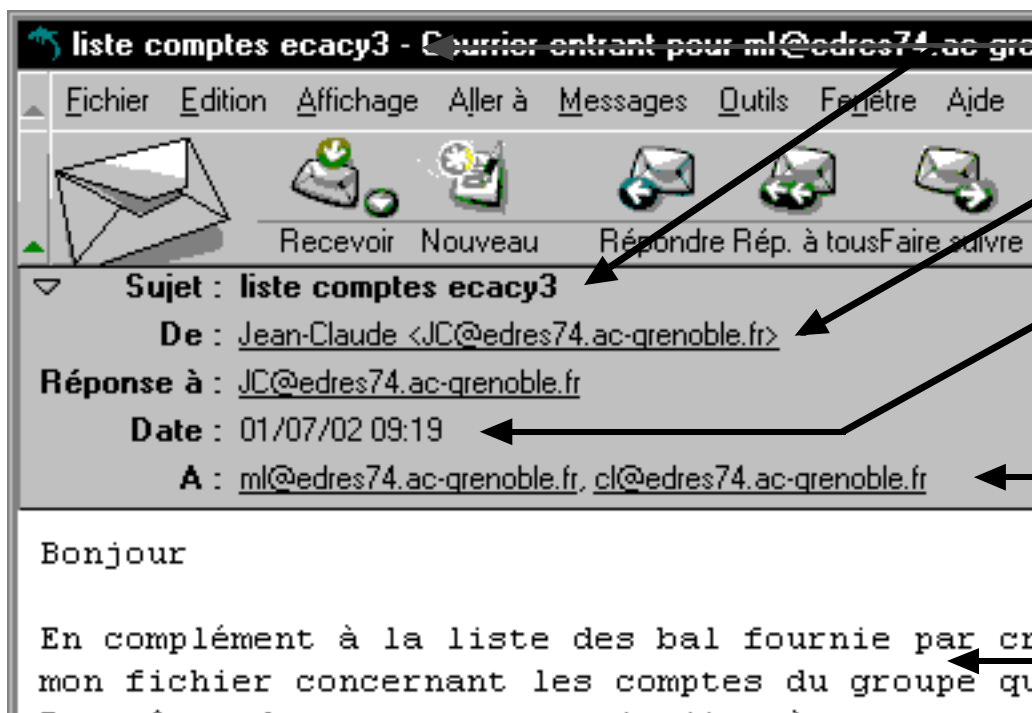 liste comptes ecacy3 - Courrier entrant pour ml@edres74.ac-gre
Fichier Edition Affichage Aller à Messages Outils Fenêtre Aide
Recevoir Nouveau Répondre Rép. à tous Faire suivre
Sujet : liste comptes ecacy3
De : Jean-Claude <JC@edres74.ac-grenoble.fr>
Réponse à : JC@edres74.ac-grenoble.fr
Date : 01/07/02 09:19
A : ml@edres74.ac-grenoble.fr, cl@edres74.ac-grenoble.fr
Bonjour
En complément à la liste des bal fournie par cr
mon fichier concernant les comptes du groupe qu